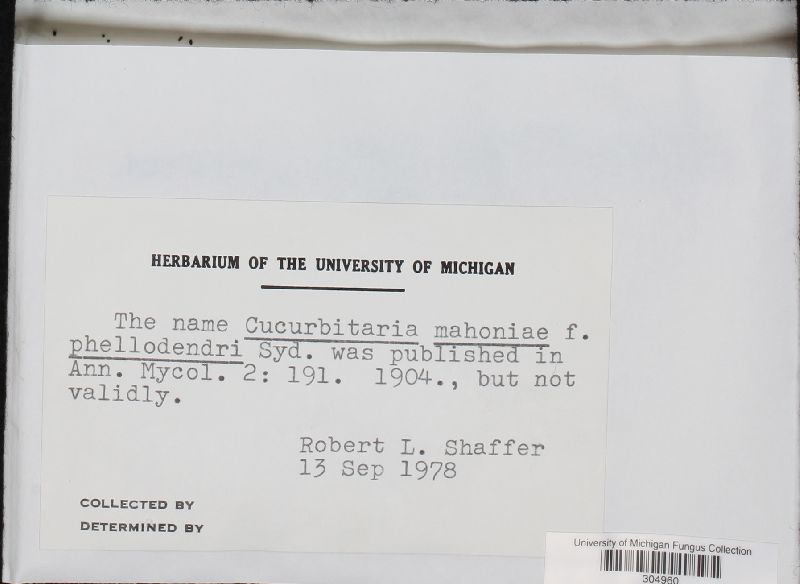 HERBARIUM OF THE UNIVERSITY OF MICHIGAN
The name Cucurbitaria mahoniae f.
phellodendri Syd. was published in
Ann. Mycol. 2: 191. 1904., but not
validly.
Robert L. Shaffer
13 Sep 1978
COLLECTED BY
DETERMINED BY
University of Michigan Fungus Collection
304960